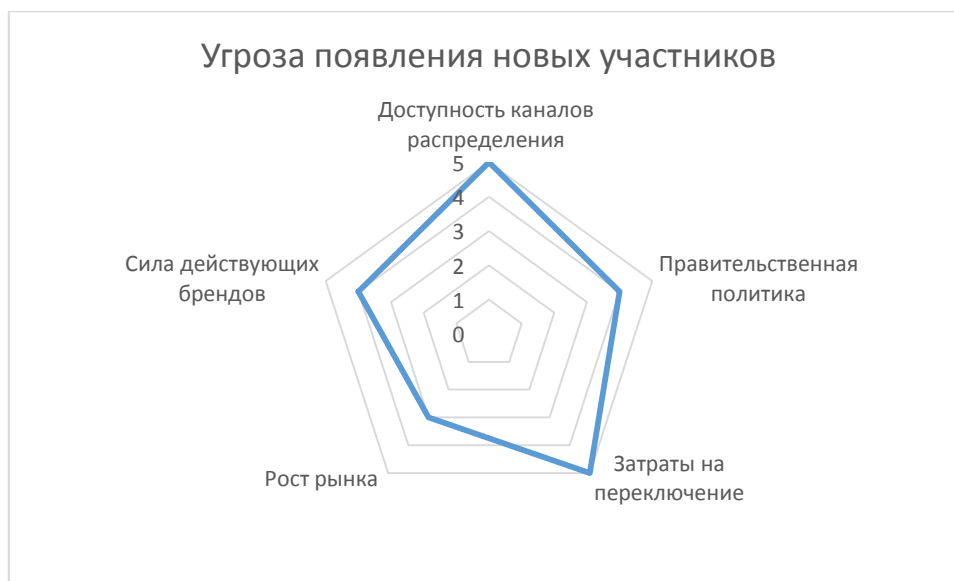 Угроза появления новых участников
Доступность каналов
распределения
5
4
3
2
1
0
Правительственная
политика
Затраты на
переключение
Рост рынка
Сила действующих
брендов